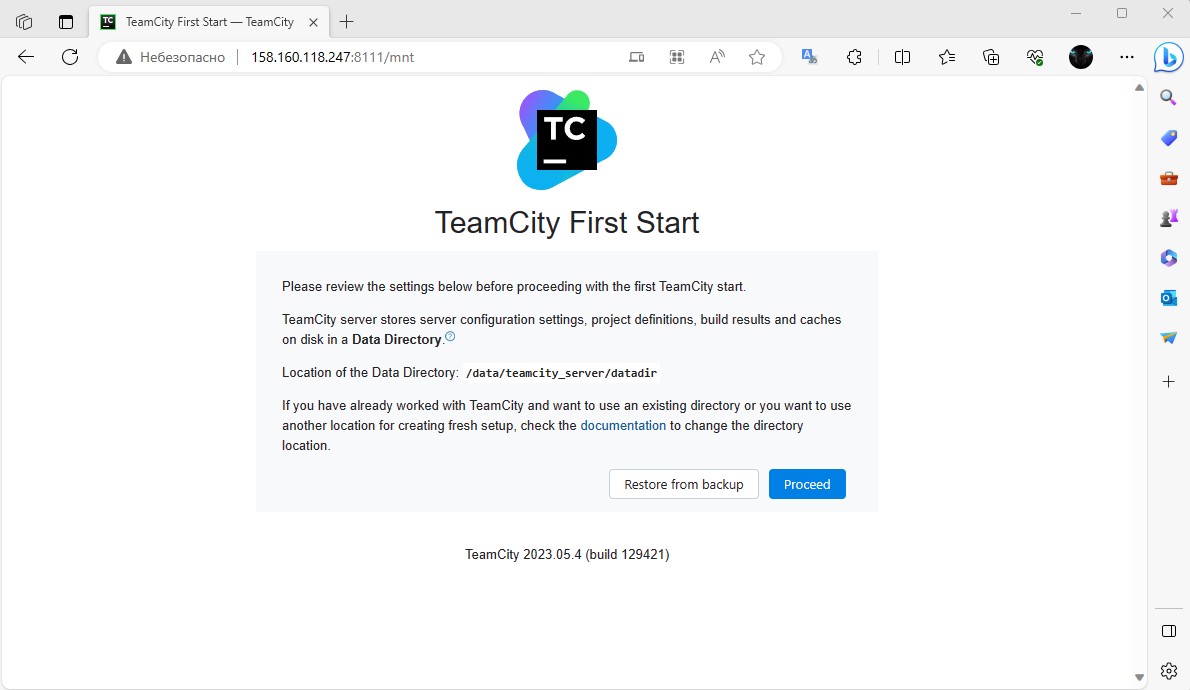 TeamCity First Start — TeamCity
Небезопасно
158.160.118.247:8111/mnt
TC
TeamCity First Start
Please review the settings below before proceeding with the first TeamCity start.
TeamCity server stores server configuration settings, project definitions, build results and caches
on disk in a Data Directory.
Location of the Data Directory: /data/teamcity_server/datadir
If you have already worked with TeamCity and want to use an existing directory or you want to use
another location for creating fresh setup, check the documentation to change the directory
location.
Restore from backup
Proceed
TeamCity 2023.05.4 (build 129421)